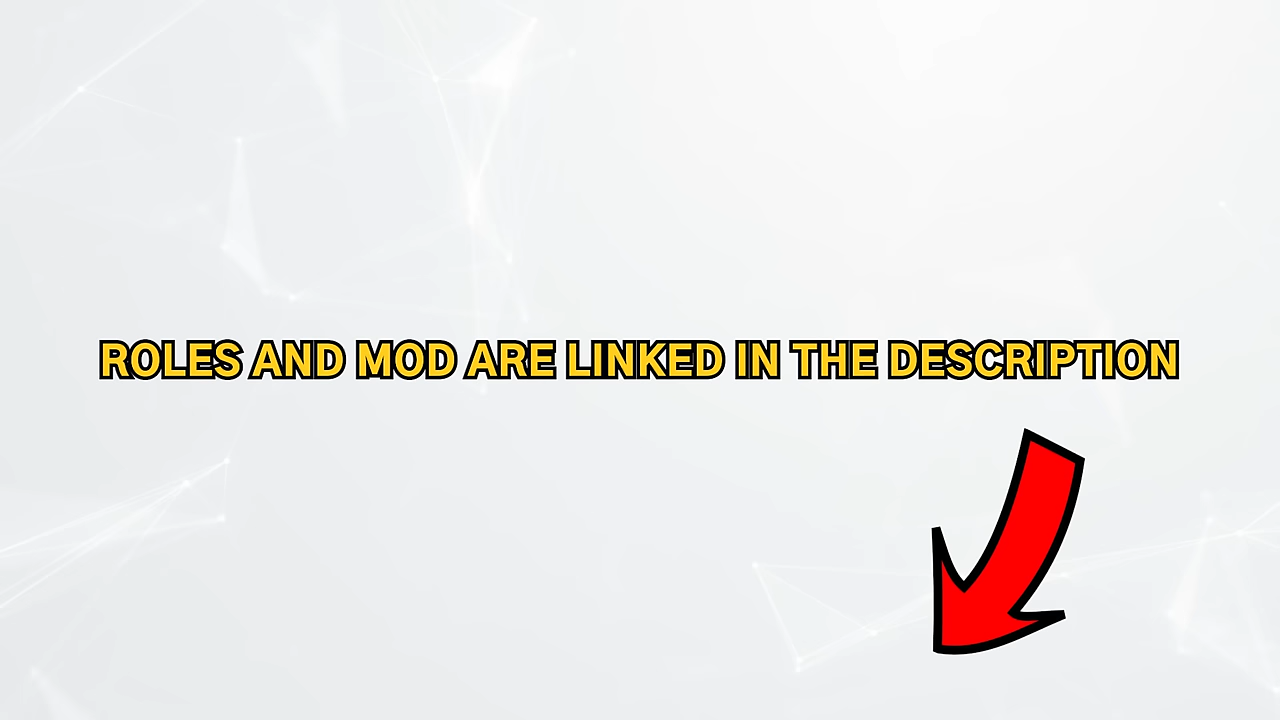 ROLES AND MOD ARE LINKED IN THE DESCRIPTION